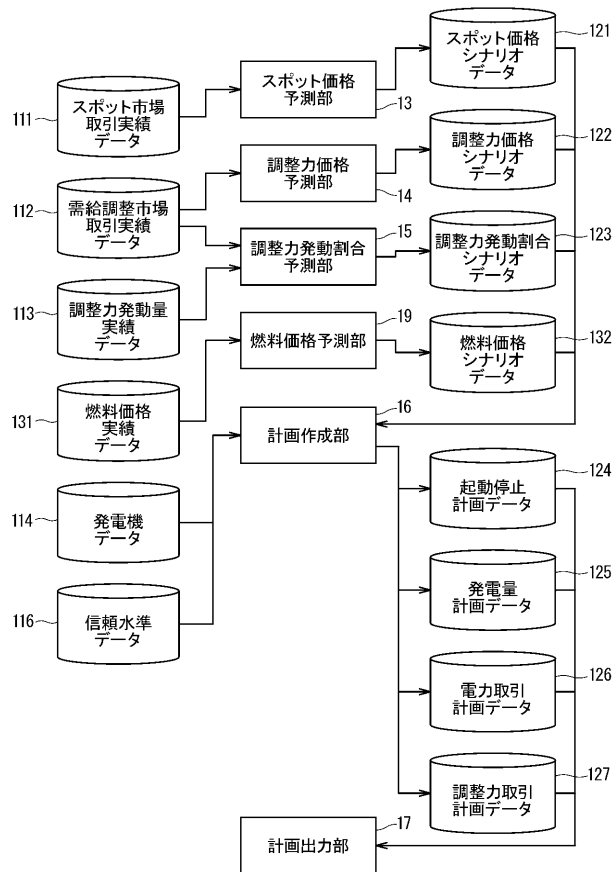 121
スポット価格
シナリオ
データ
111
スポット市場
取引実績
データ
スポット価格
予測部
13
122
調整力価格
シナリオ
データ
112
需給調整市場
取引実績
データ
調整力価格
予測部
14
123
調整力発動割合
シナリオ
データ
15
調整力発動割合
予測部
113
調整力発動量
実績
データ
19
燃料価格予測部
132
燃料価格
シナリオ
データ
131
燃料価格
実績
データ
16
計画作成部
124
起動停止
計画データ
114
発電機
データ
125
発電量
計画データ
116
信頼水準
データ
126
電力取引
計画データ
127
調整力取引
計画データ
17
計画出力部